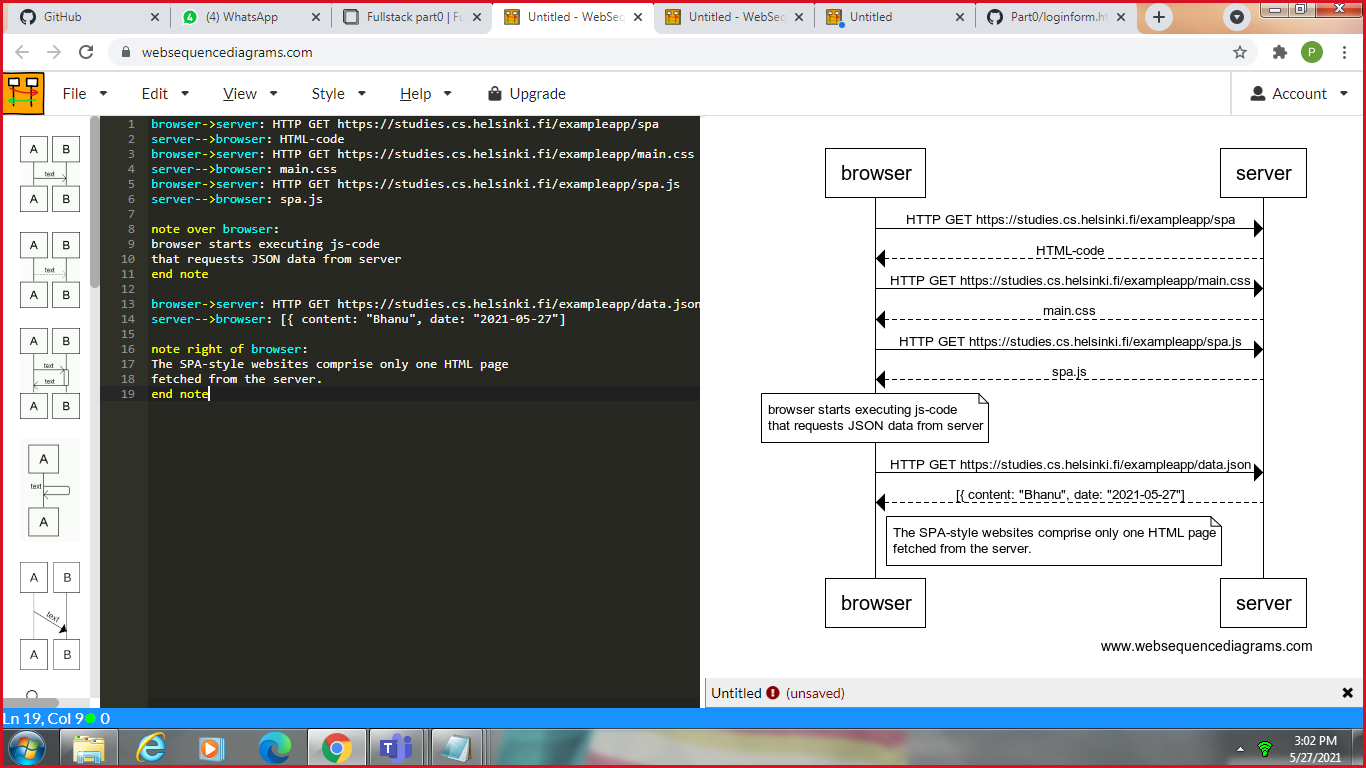 GitHub
(4) WhatsApp
Fullstack part0 | Fu
Untitled - WebSeq
Untitled - WebSeq
Untitled
Part0/loginform.ht
websequencediagrams.com
P
File
Edit
View
Style
Help
Upgrade
Account
A B
text
A B
A B
text
A B
A B
text
text
A B
A
text
A
A B
text
A B
1 browser->server: HTTP GET https://studies.cs.helsinki.fi/exampleapp/spa
2 server-->browser: HTML-code
3 browser->server: HTTP GET https://studies.cs.helsinki.fi/exampleapp/main.css
4 server-->browser: main.css
5 browser->server: HTTP GET https://studies.cs.helsinki.fi/exampleapp/spa.js
6 server-->browser: spa.js
7
8 note over browser:
9 browser starts executing js-code
10 that requests JSON data from server
11 end note
12
13 browser->server: HTTP GET https://studies.cs.helsinki.fi/exampleapp/data.json
14 server-->browser: [{ content: "Bhanu", date: "2021-05-27"]
15
16 note right of browser:
17 The SPA-style websites comprise only one HTML page
18 fetched from the server.
19 end note
browser server
HTTP GET https://studies.cs.helsinki.fi/exampleapp/spa
HTML-code
HTTP GET https://studies.cs.helsinki.fi/exampleapp/main.css
main.css
HTTP GET https://studies.cs.helsinki.fi/exampleapp/spa.js
spa.js
browser starts executing js-code
that requests JSON data from server
HTTP GET https://studies.cs.helsinki.fi/exampleapp/data.json
[{ content: "Bhanu", date: "2021-05-27"]
The SPA-style websites comprise only one HTML page
fetched from the server.
browser server
www.websequencediagrams.com
Untitled (unsaved)
Ln 19, Col 9 0
3:02 PM
5/27/2021